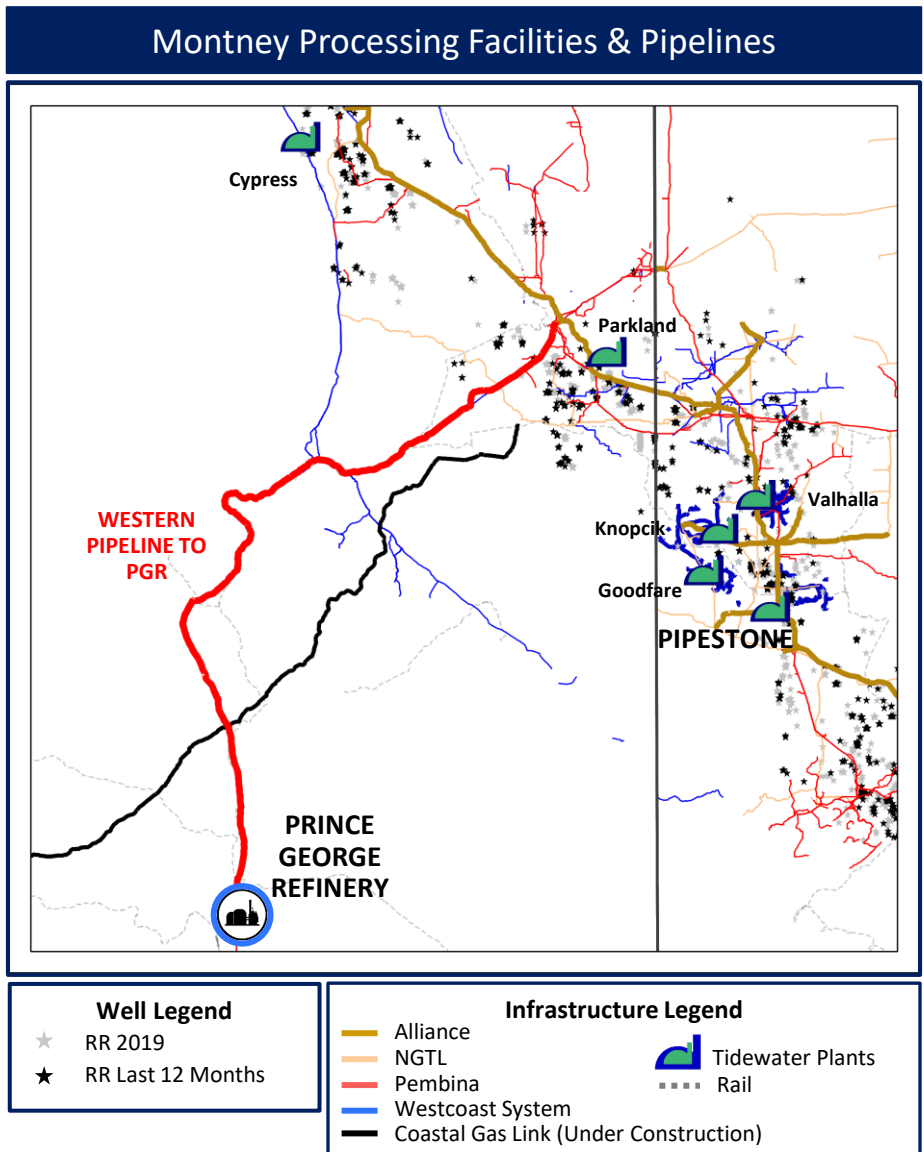 Montney Processing Facilities & Pipelines
Cypress
Parkland
Valhalla
Knopcik
Goodfare
PIPESTONE
WESTERN
PIPELINE TO
PGR
PRINCE
GEORGE
REFINERY
Well Legend
RR 2019
RR Last 12 Months
Infrastructure Legend
Alliance
NGTL
Pembina
Westcoast System
Coastal Gas Link (Under Construction)
Tidewater Plants
Rail